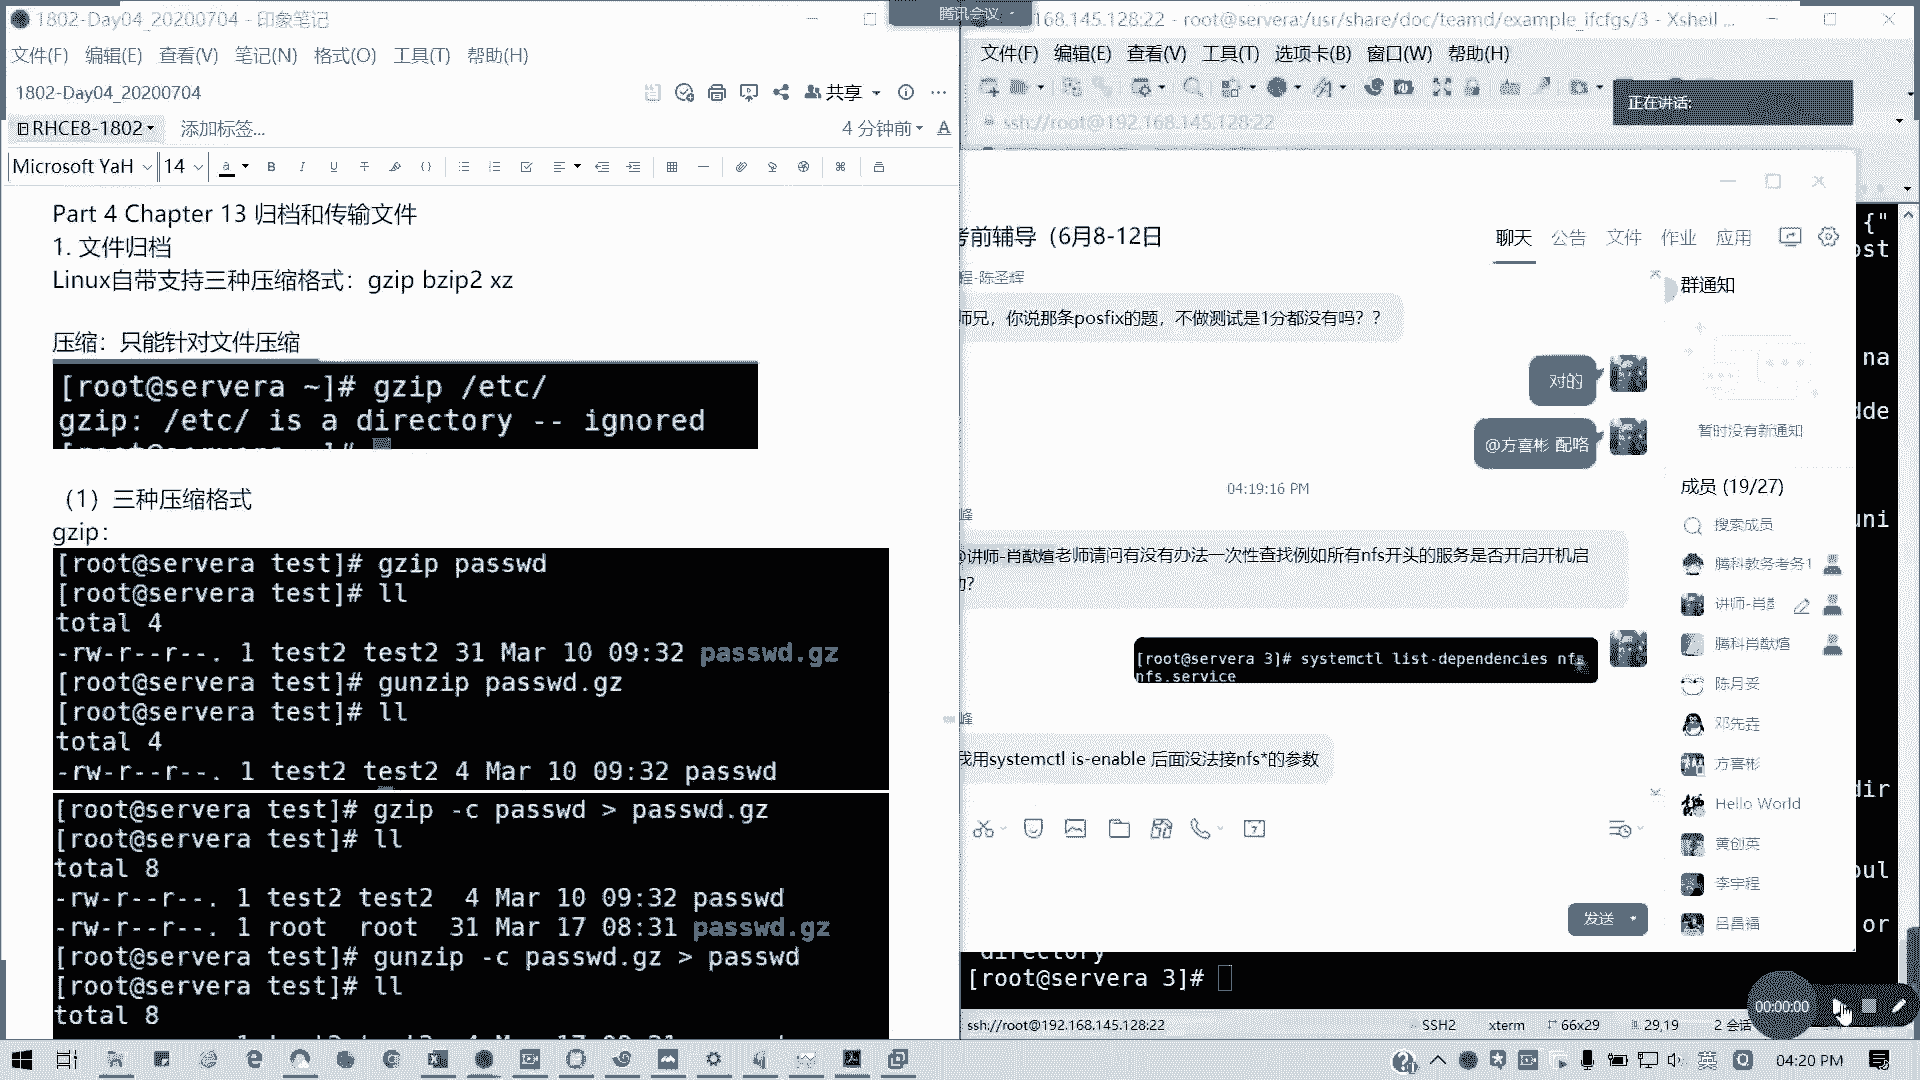 1802-Day04_20200704 - 印象笔记
文件(F) 编辑(E) 查看(V) 笔记(N) 格式(O) 工具(T) 帮助(H)
1802-Day04_20200704
共享
RHCE8-1802
添加标签...
4 分钟前
Microsoft YaH
14
Part 4 Chapter 13 归档和传输文件
1. 文件归档
Linux自带支持三种压缩格式：gzip bzip2 xz
压缩：只能针对文件压缩
[root@servera ~]# gzip /etc/
gzip: /etc/ is a directory -- ignored
（1）三种压缩格式
gzip：
[root@servera test]# gzip passwd
[root@servera test]# ll
total 4
-rw-r--r--. 1 test2 test2 31 Mar 10 09:32 passwd.gz
[root@servera test]# gunzip passwd.gz
[root@servera test]# ll
total 4
-rw-r--r--. 1 test2 test2 4 Mar 10 09:32 passwd
[root@servera test]# gzip -c passwd > passwd.gz
[root@servera test]# ll
total 8
-rw-r--r--. 1 test2 test2  4 Mar 10 09:32 passwd
-rw-r--r--. 1 root  root  31 Mar 17 08:31 passwd.gz
[root@servera test]# gunzip -c passwd.gz > passwd
[root@servera test]# ll
total 8
腾讯会议
168.145.128:22 - root@servera:/usr/share/doc/teamd/example_ifcfgs/3 - Xshell ...
文件(F) 编辑(E) 查看(V) 工具(T) 选项卡(B) 窗口(W) 帮助(H)
正在讲话:
ssh://root@192.168.145.128:22
考前辅导（6月8-12日
聊天 公告 文件 作业 应用
程-陈圣辉
师兄，你说那条posfix的题，不做测试是1分都没有吗？？
对的
@方喜彬 配咯
04:19:16 PM
峰
@讲师-肖猷煊老师请问有没有办法一次性查找例如所有nfs开头的服务是否开启开机启
动?
[root@servera 3]# systemctl list-dependencies nfs
nfs.service
峰
我用systemctl is-enable 后面没法接nfs*的参数
发送
群通知
暂时没有新通知
成员 (19/27)
搜索成员
腾科教务考务1
讲师-肖
腾科肖猷煊
陈月妥
邓先垚
方喜彬
Hello World
黄创英
李宇程
吕昌福
{"
ost
na
dde
uni
dir
oul
or
directory
[root@servera 3]#
00:00:00
ssh://root@192.168.145.128:22
SSH2
xterm
66x29
29,19
2 会话
英
04:20 PM